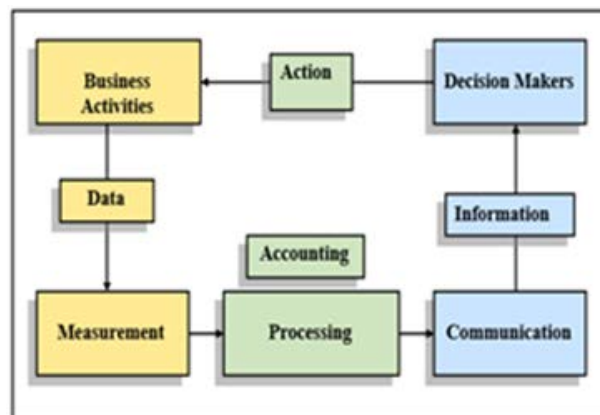 Business
Activities
Action
Decision Makers
Data
Information
Accounting
Measurement
Processing
Communication